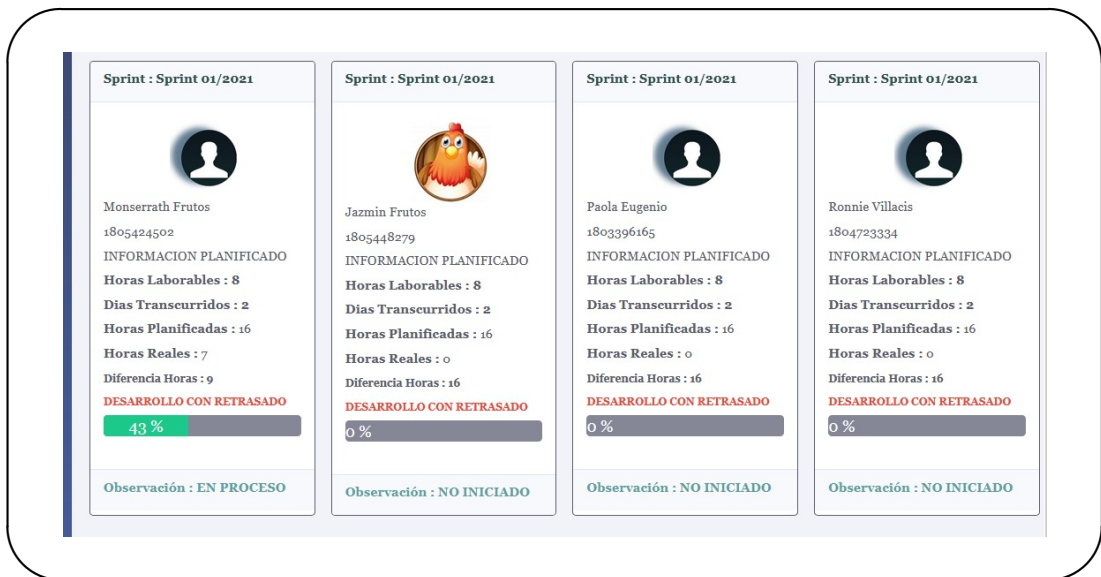 Sprint : Sprint 01/2021
Monserrath Frutos
1805424502
INFORMACION PLANIFICADO
Horas Laborables : 8
Dias Transcurridos : 2
Horas Planificadas : 16
Horas Reales : 7
Diferencia Horas : 9
DESARROLLO CON RETRASADO
43 %
Observación : EN PROCESO
Sprint : Sprint 01/2021
Jazmin Frutos
1805448279
INFORMACION PLANIFICADO
Horas Laborables : 8
Dias Transcurridos : 2
Horas Planificadas : 16
Horas Reales : 0
Diferencia Horas : 16
DESARROLLO CON RETRASADO
0 %
Observación : NO INICIADO
Sprint : Sprint 01/2021
Paola Eugenio
1803396165
INFORMACION PLANIFICADO
Horas Laborables : 8
Dias Transcurridos : 2
Horas Planificadas : 16
Horas Reales : 0
Diferencia Horas : 16
DESARROLLO CON RETRASADO
0 %
Observación : NO INICIADO
Sprint : Sprint 01/2021
Ronnie Villacis
1804723334
INFORMACION PLANIFICADO
Horas Laborables : 8
Dias Transcurridos : 2
Horas Planificadas : 16
Horas Reales : 0
Diferencia Horas : 16
DESARROLLO CON RETRASADO
0 %
Observación : NO INICIADO